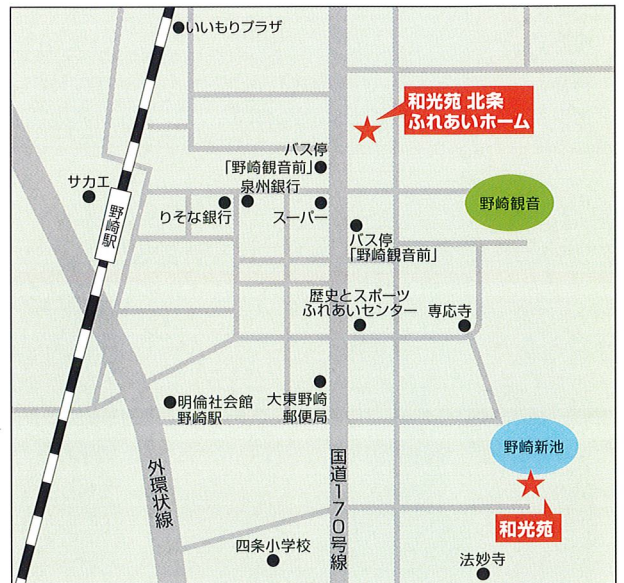 いいもりプラザ
和光苑 北条
ふれあいホーム
バス停
「野崎観音前」
サカエ
泉州銀行
野崎駅
りそな銀行
スーパー
野崎観音
バス停
「野崎観音前」
歴史とスポーツ
ふれあいセンター
専応寺
明倫社会館
野崎駅
大東野崎
郵便局
野崎新池
外環状線
国道170号線
和光苑
四条小学校
法妙寺